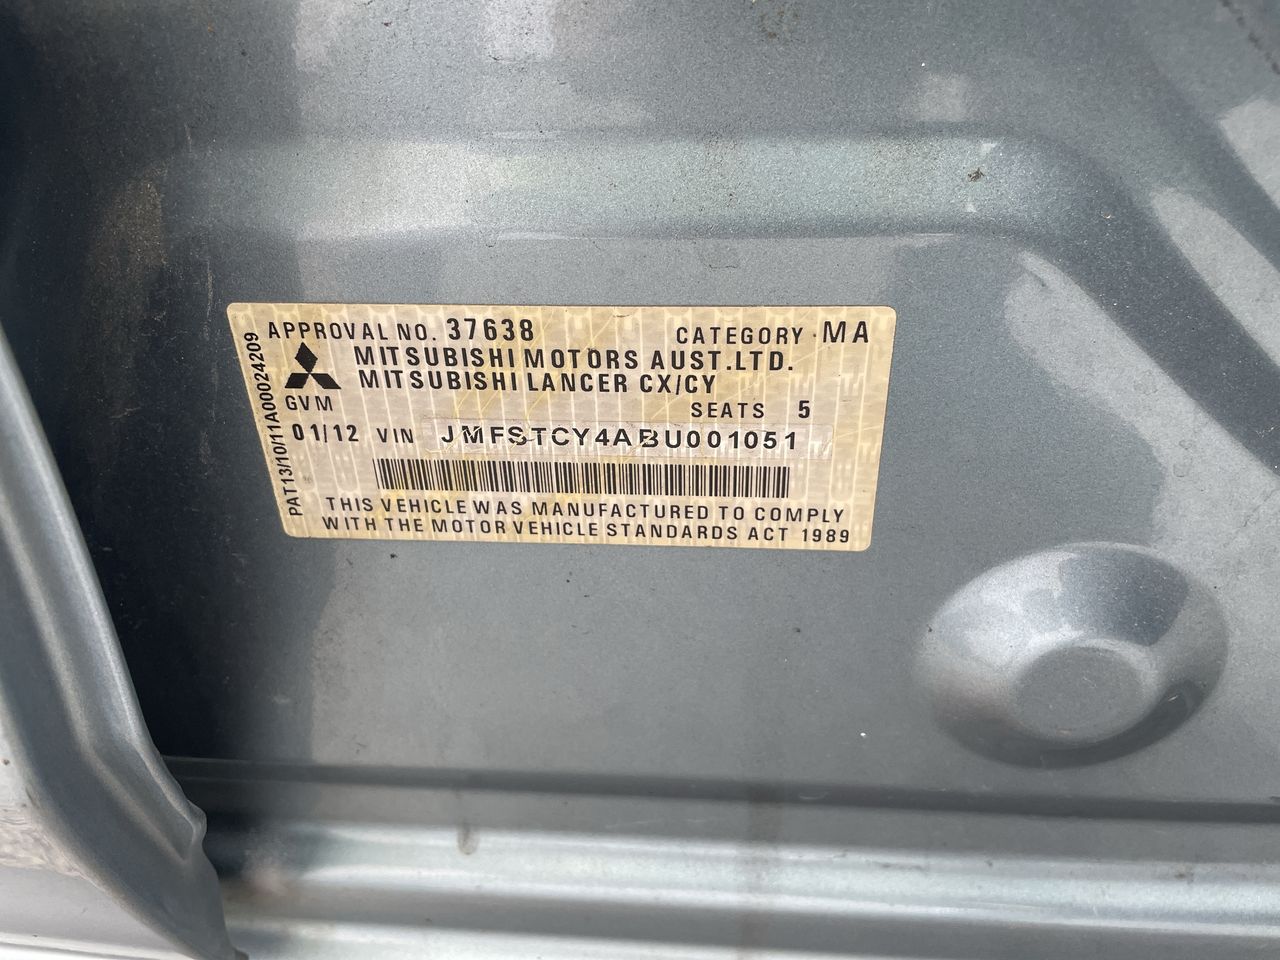 APPROVAL NO. 37638 CATEGORY MA
MITSUBISHI MOTORS AUST.LTD.
MITSUBISHI LANCER CX/CY
GVM SEATS 5
01/12 VIN JMFSTCY4ABU001051
THIS VEHICLE WAS MANUFACTURED TO COMPLY
WITH THE MOTOR VEHICLE STANDARDS ACT 1989
PAT13/10/11A00024209